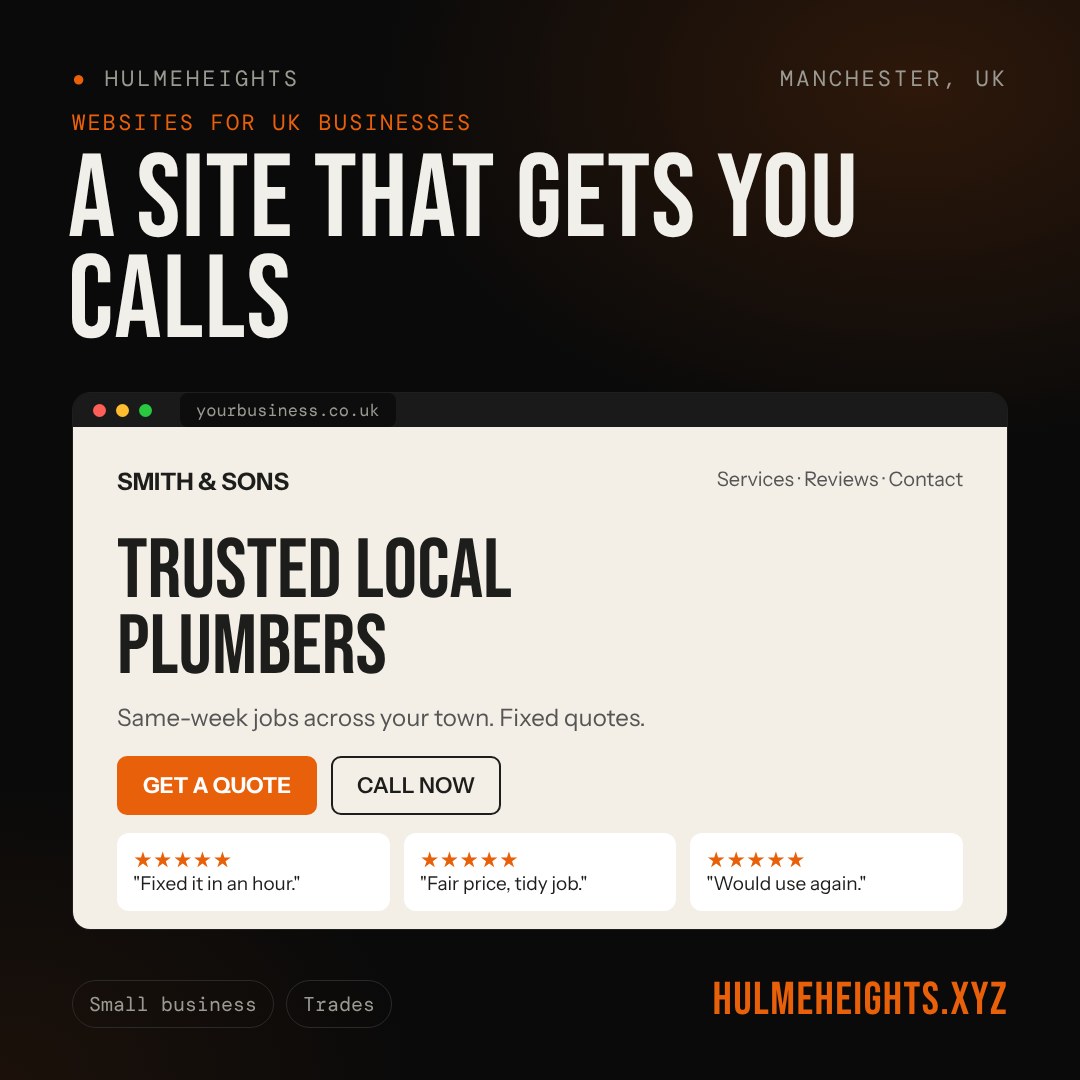 HULMEHEIGHTS
MANCHESTER, UK
WEBSITES FOR UK BUSINESSES
A SITE THAT GETS YOU
CALLS
yourbusiness.co.uk
SMITH & SONS
Services · Reviews · Contact
TRUSTED LOCAL
PLUMBERS
Same-week jobs across your town. Fixed quotes.
GET A QUOTE
CALL NOW
★★★★★
"Fixed it in an hour."
★★★★★
"Fair price, tidy job."
★★★★★
"Would use again."
Small business
Trades
HULMEHEIGHTS.XYZ